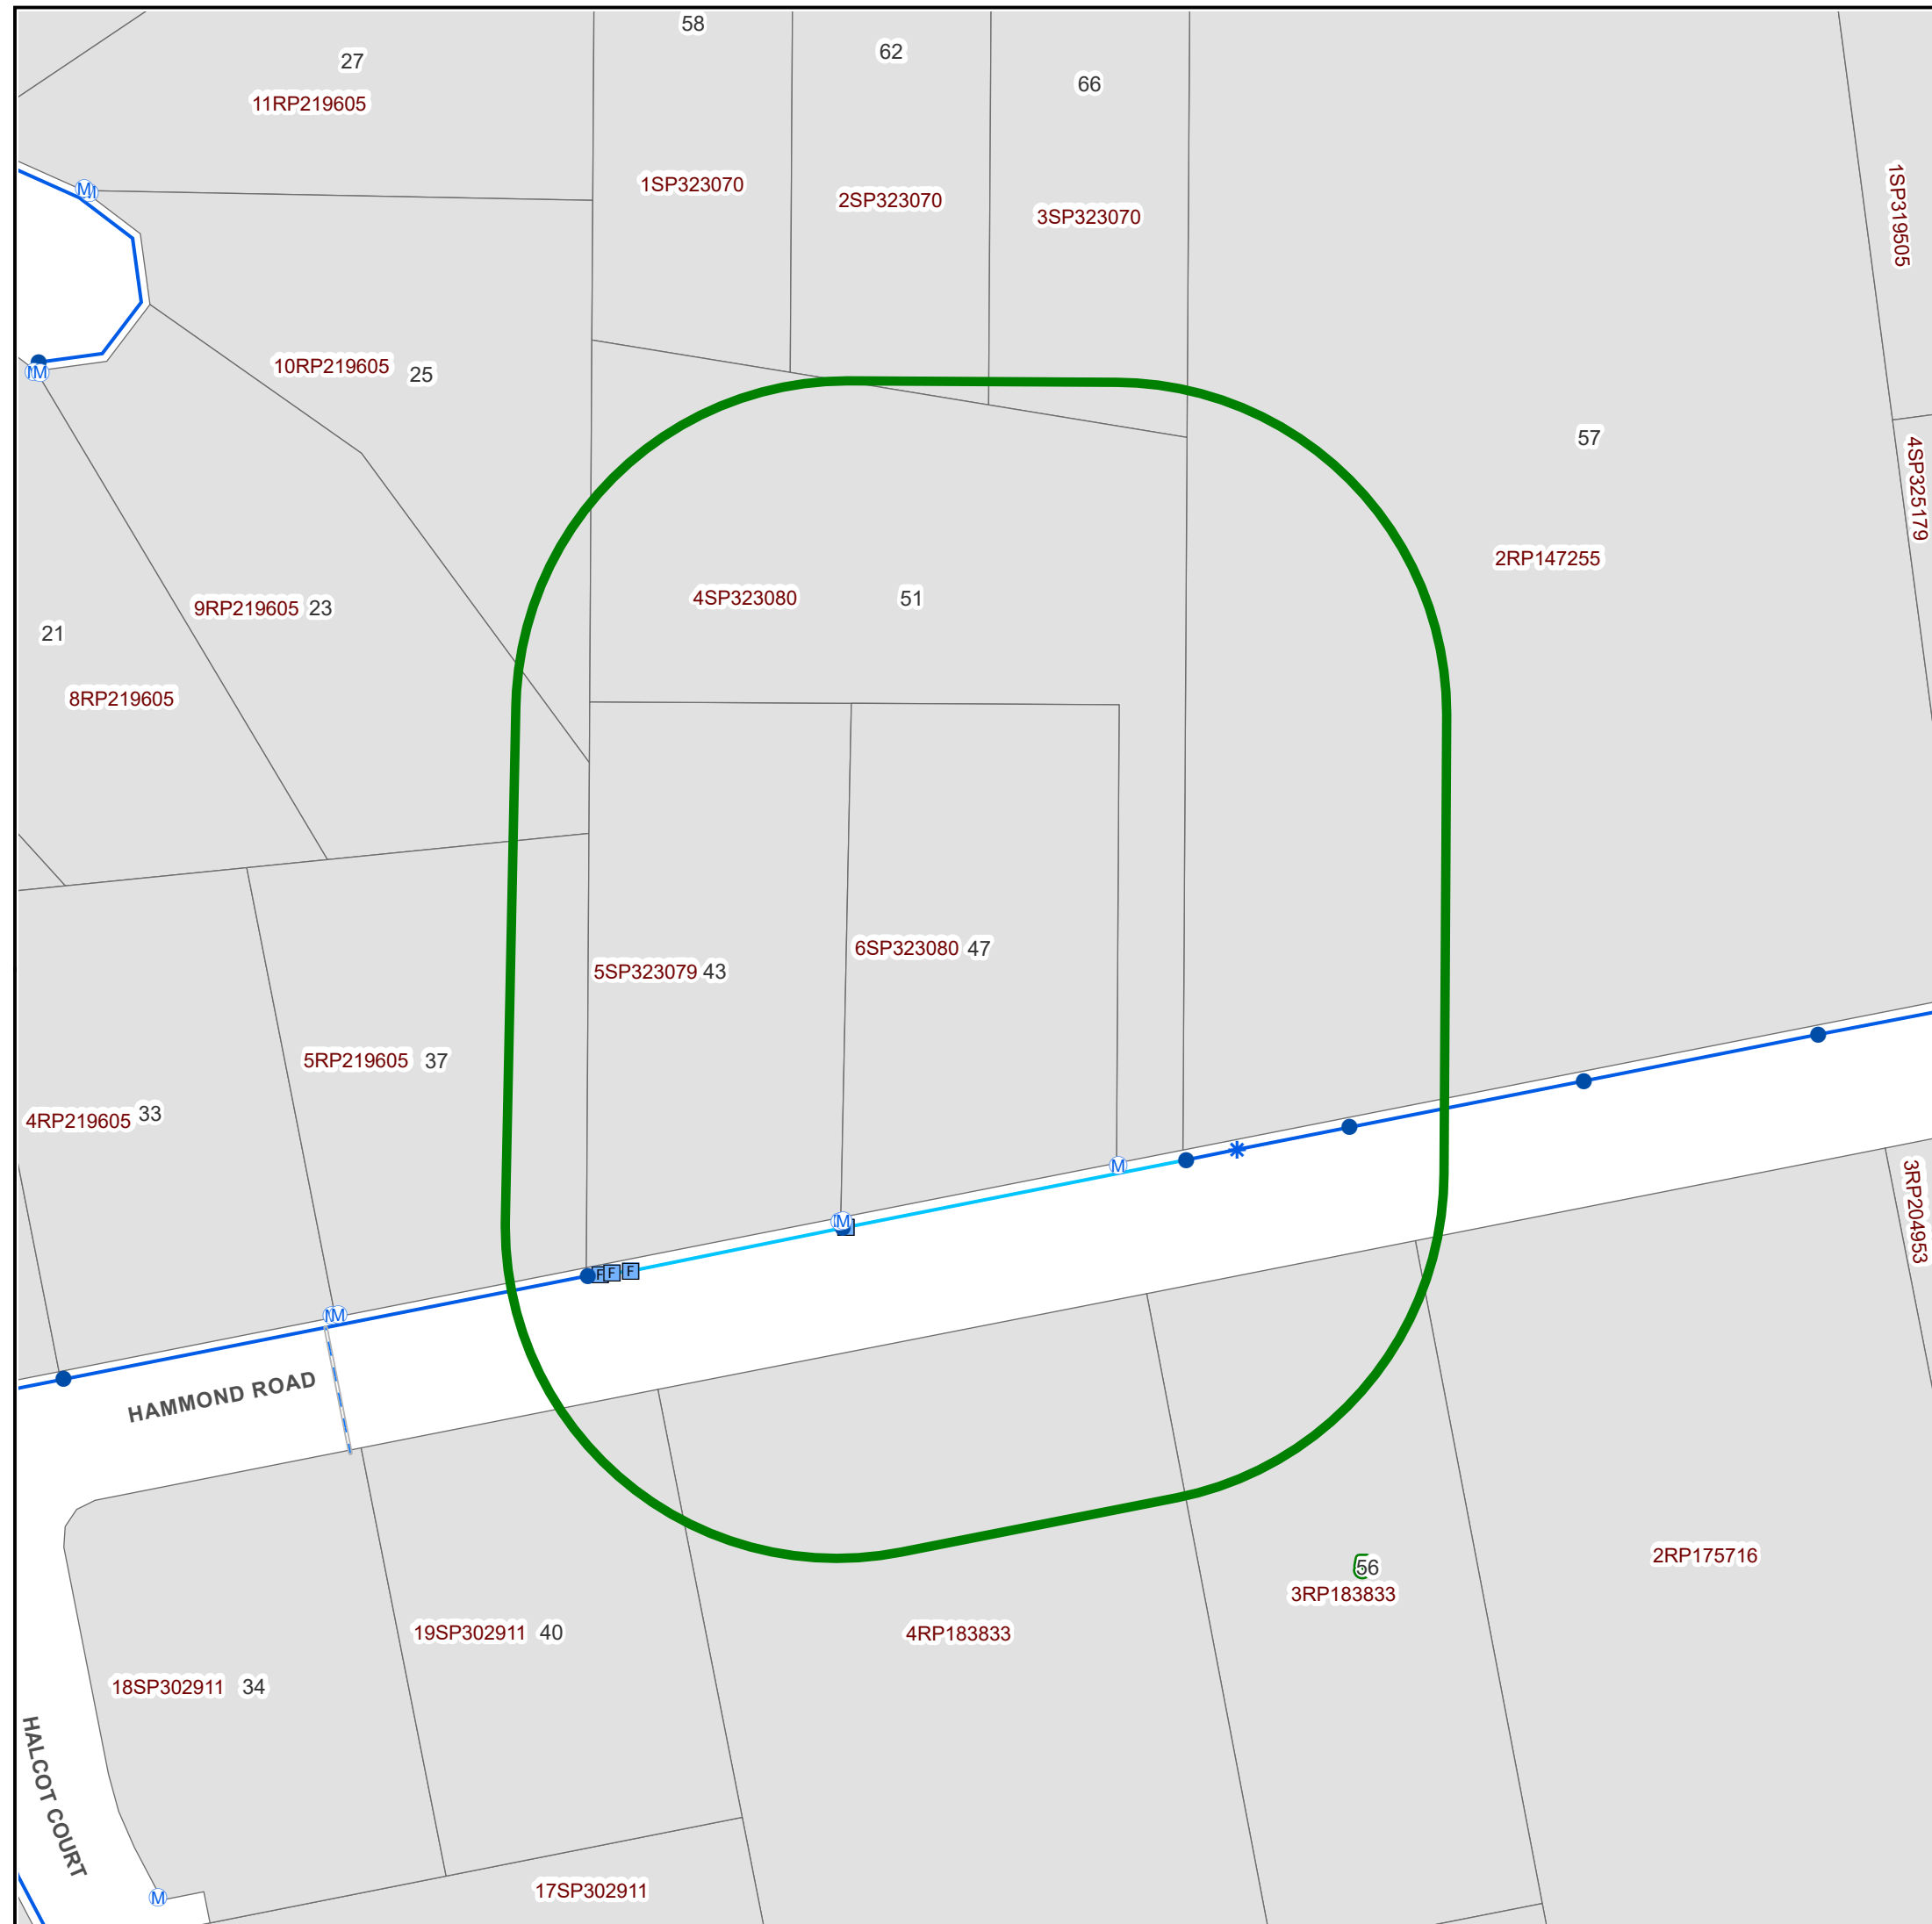 58
62
27
66
11RP219605
1SP323070
2SP323070
3SP323070
1SP319505
M
10RP219605 25
M
57
4SP325179
2RP147255
9RP219605 23
4SP323080 51
21
8RP219605
6SP323080 47
5SP323079 43
5RP219605 37
4RP219605 33
M
3RP204953
M
F F F
M
HAMMOND ROAD
56
2RP175716
3RP183833
19SP302911 40
4RP183833
18SP302911 34
HALCOT COURT
17SP302911
M